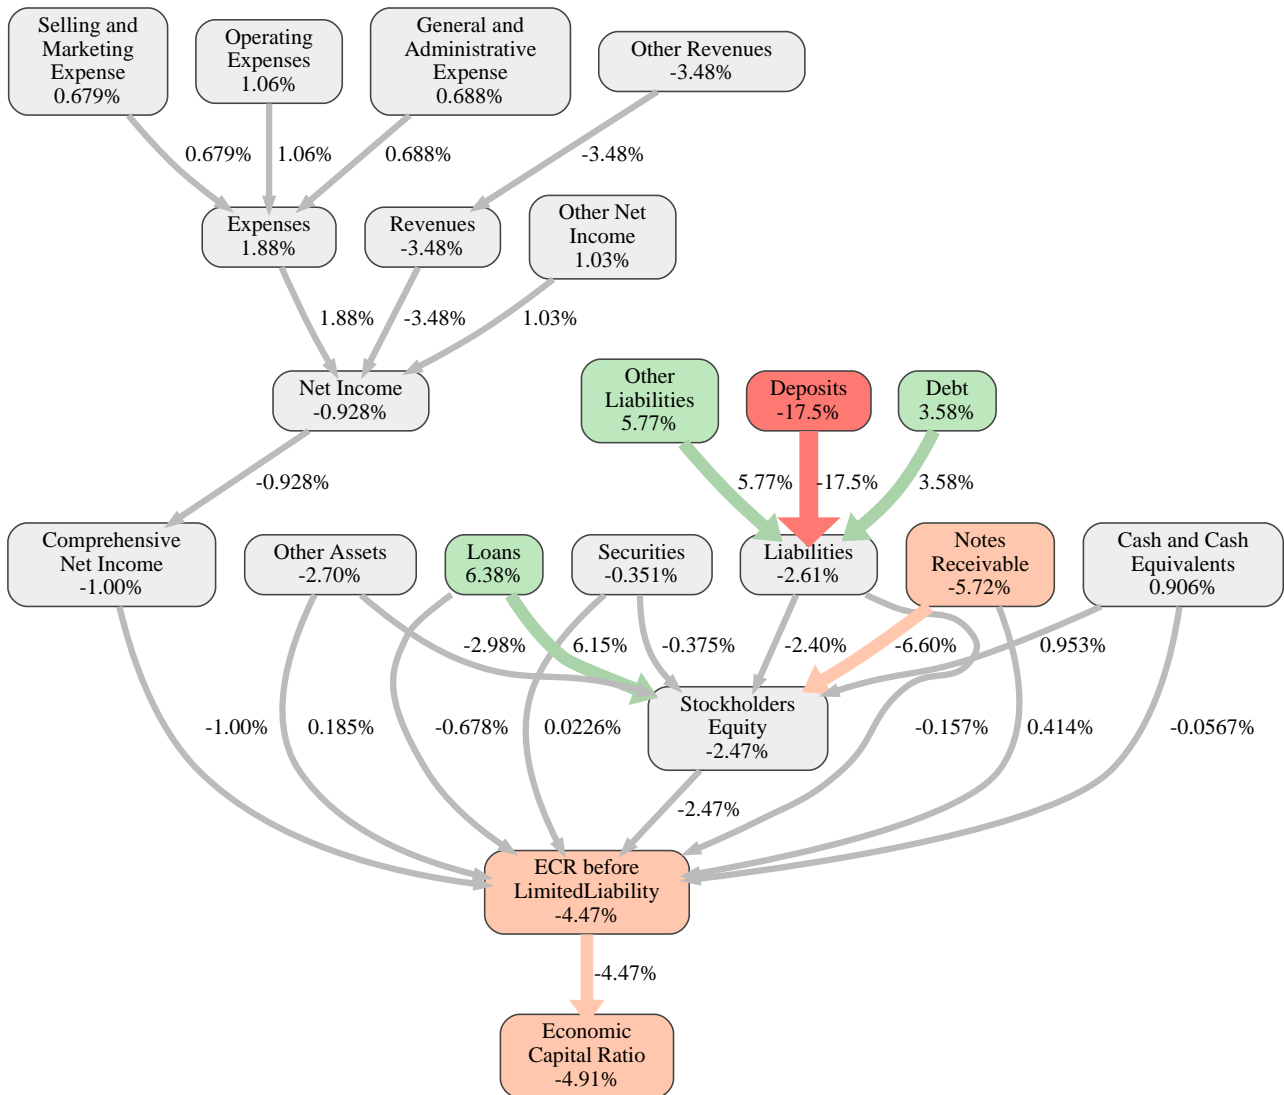 Selling and
Marketing
Expense
0.679%
Operating
Expenses
1.06%
General and
Administrative
Expense
0.688%
Other Revenues
-3.48%
0.679%
1.06%
0.688%
-3.48%
Expenses
1.88%
Revenues
-3.48%
Other Net
Income
1.03%
1.88%
-3.48%
1.03%
Net Income
-0.928%
Other
Liabilities
5.77%
Deposits
-17.5%
Debt
3.58%
-0.928%
5.77%
-17.5%
3.58%
Comprehensive
Net Income
-1.00%
Other Assets
-2.70%
Loans
6.38%
Securities
-0.351%
Liabilities
-2.61%
Notes
Receivable
-5.72%
Cash and Cash
Equivalents
0.906%
-2.98%
6.15%
-0.375%
-2.40%
-6.60%
0.953%
Stockholders
Equity
-2.47%
-1.00%
0.185%
-0.678%
0.0226%
-0.157%
0.414%
-0.0567%
-2.47%
ECR before
LimitedLiability
-4.47%
-4.47%
Economic
Capital Ratio
-4.91%